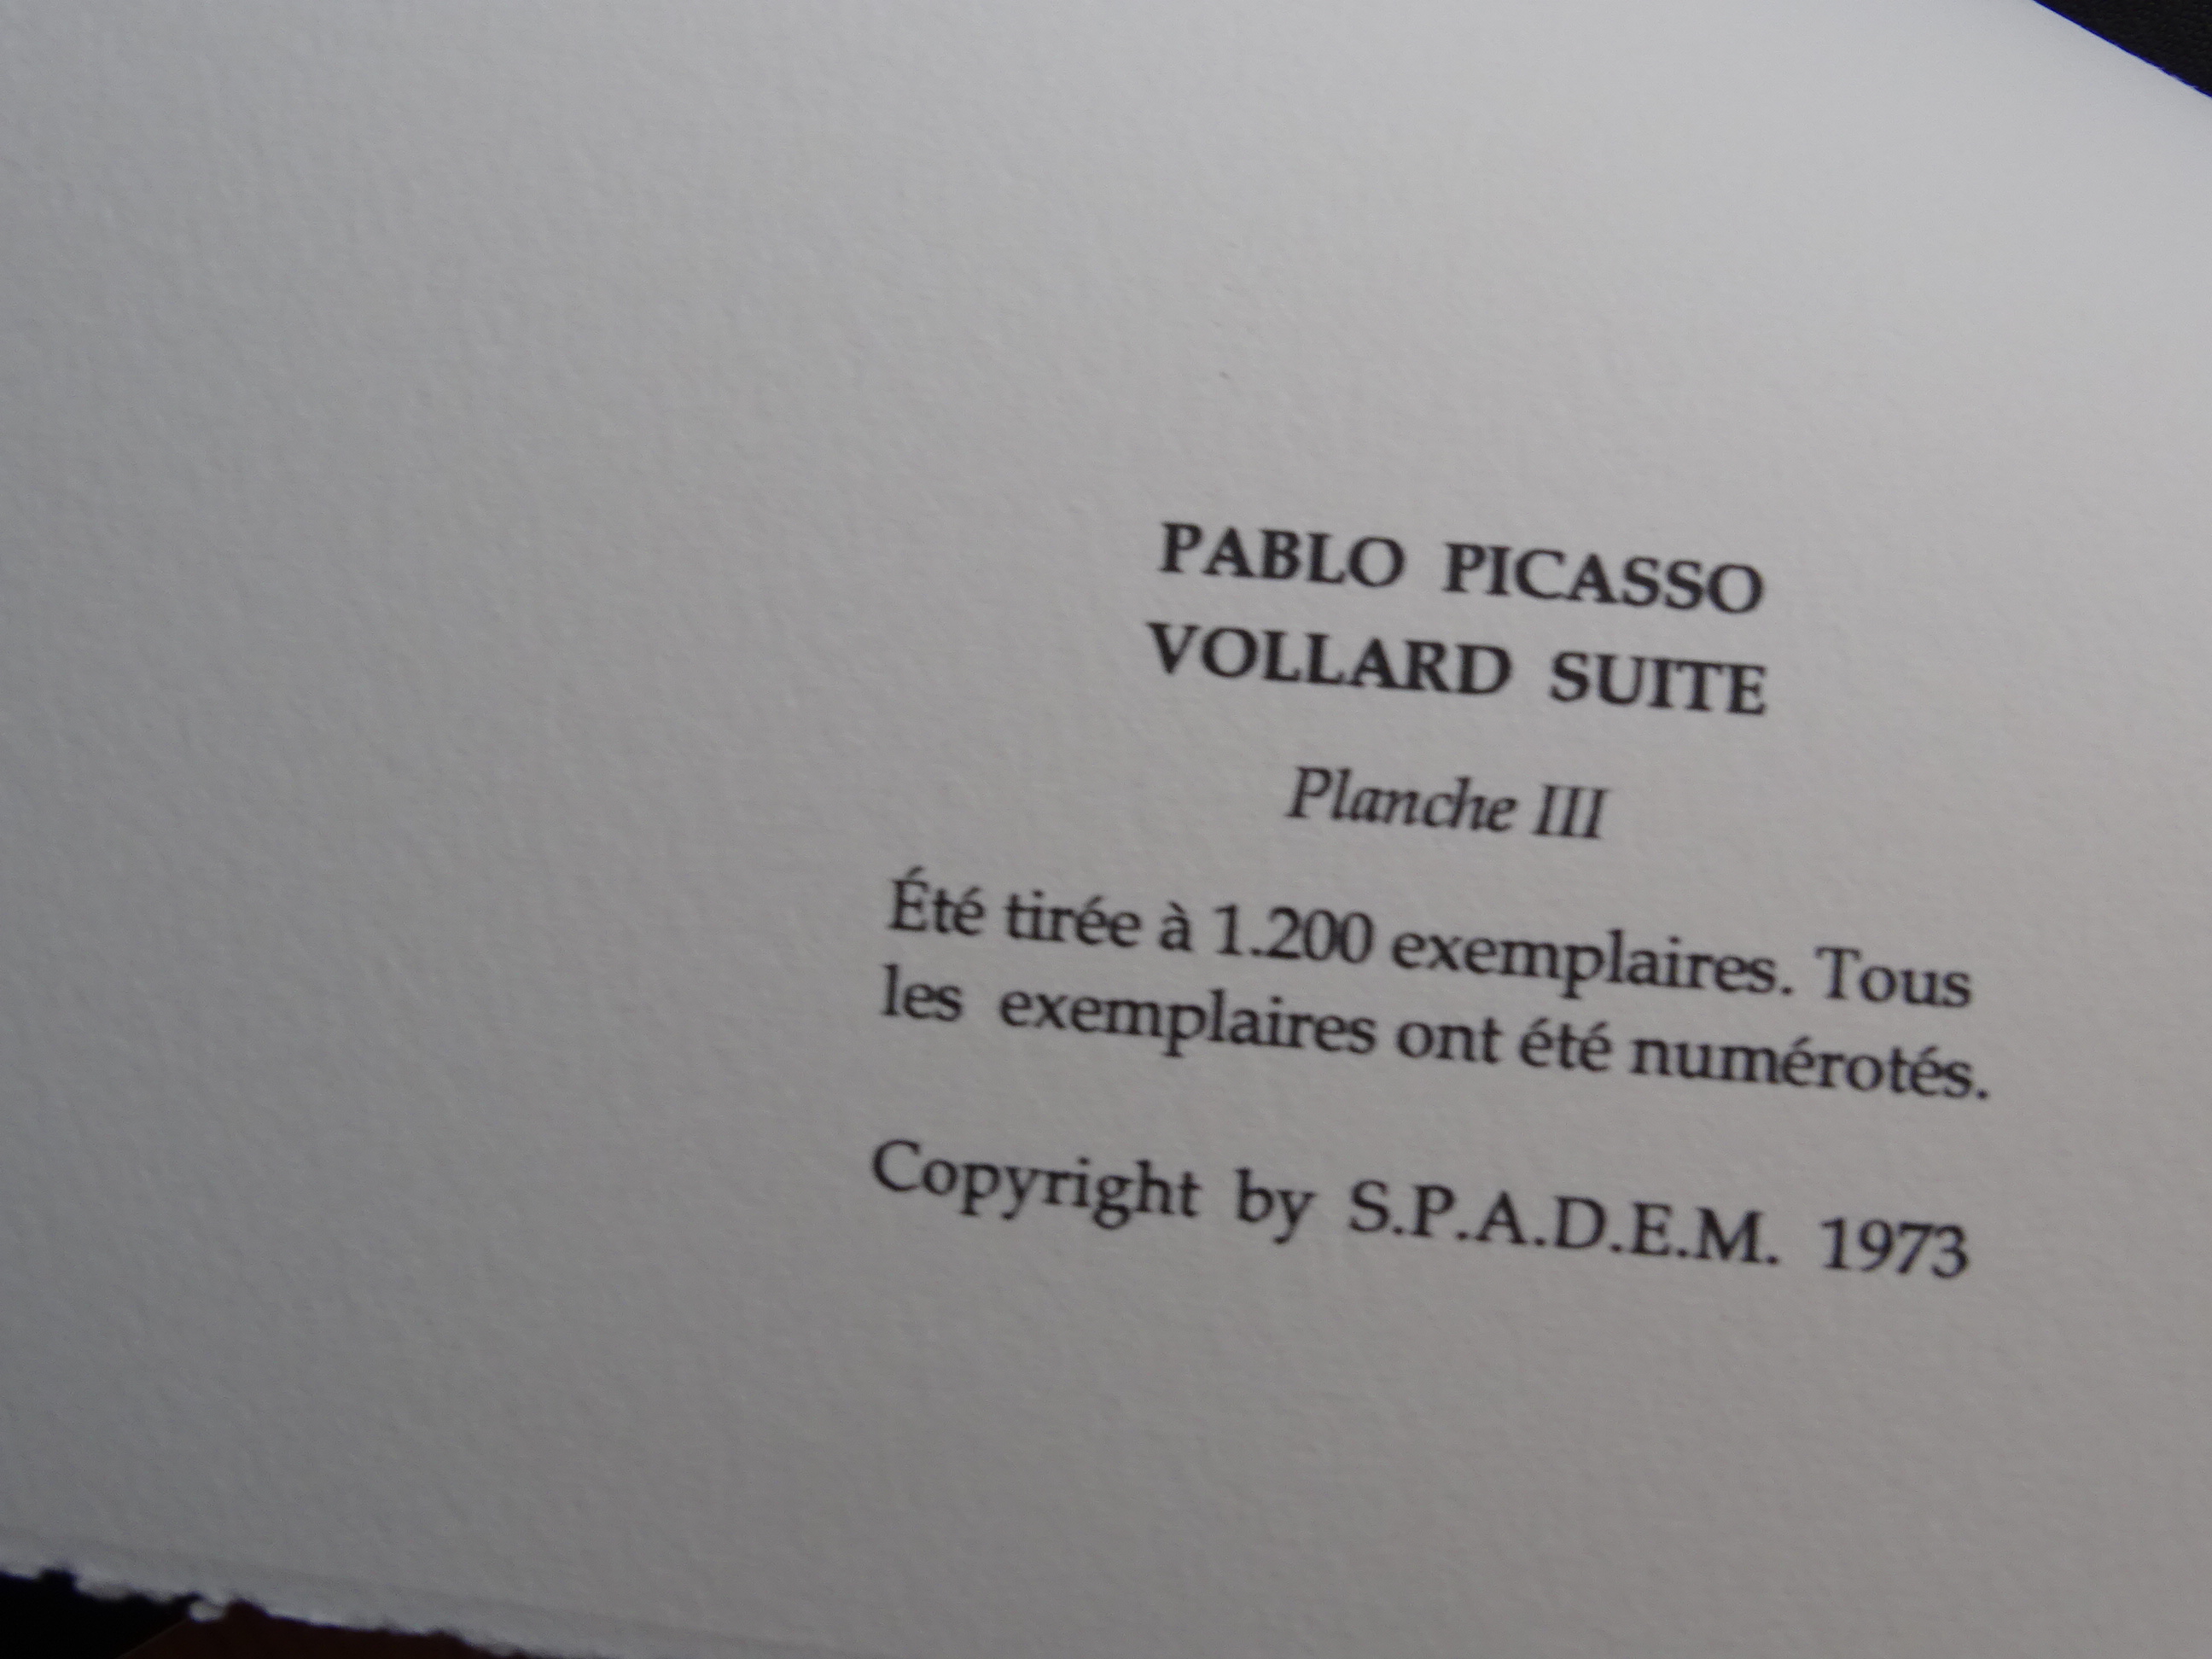 PABLO PICASSO
VOLLARD SUITE
Planche III
Été tirée à 1.200 exemplaires. Tous
les exemplaires ont été numérotés.
Copyright by S.P.A.D.E.M. 1973